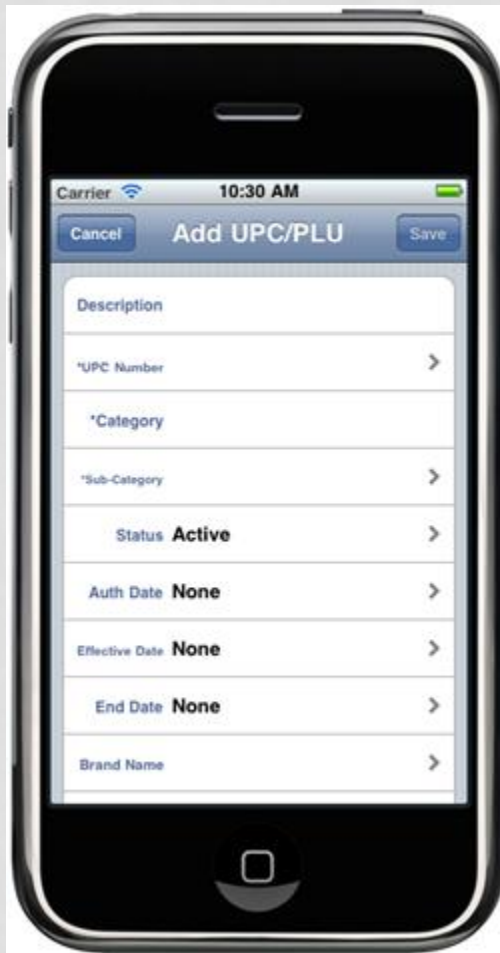 Carrier 10:30 AM
Cancel Add UPC/PLU Save
Description
*UPC Number
*Category
*Sub-Category
Status Active
Auth Date None
Effective Date None
End Date None
Brand Name